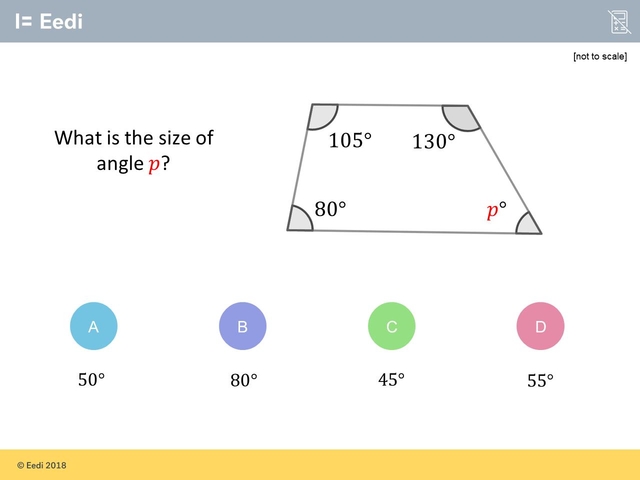 I= Eedi
[not to scale]
What is the size of
angle p?
105° 130°
80° p°
A B C D
50° 80° 45° 55°
© Eedi 2018